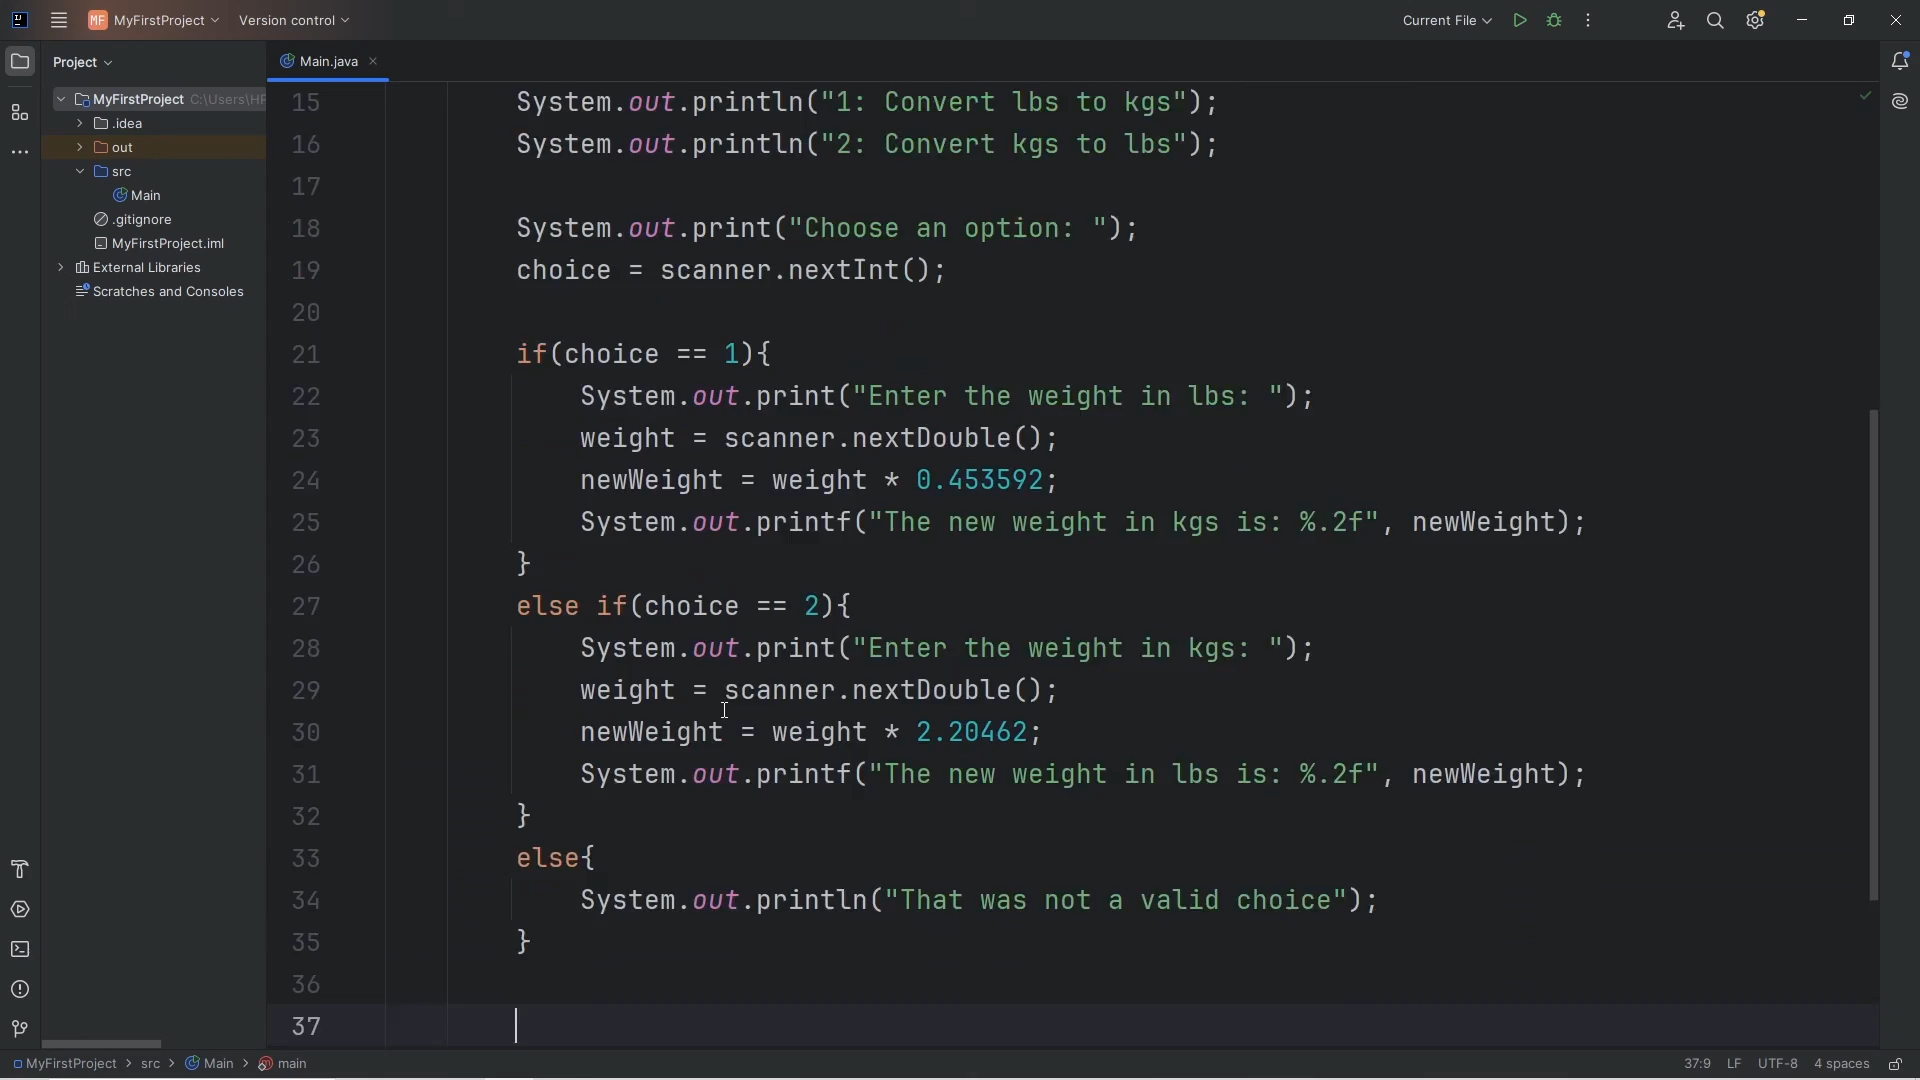 MF MyFirstProject Version control Current File
Project
Main.java
MyFirstProject C:\Users\HP
.idea
out
src
Main
.gitignore
MyFirstProject.iml
External Libraries
Scratches and Consoles
15 System.out.println("1: Convert lbs to kgs");
16 System.out.println("2: Convert kgs to lbs");
17
18 System.out.print("Choose an option: ");
19 choice = scanner.nextInt();
20
21 if(choice == 1){
22 System.out.print("Enter the weight in lbs: ");
23 weight = scanner.nextDouble();
24 newWeight = weight * 0.453592;
25 System.out.printf("The new weight in kgs is: %.2f", newWeight);
26 }
27 else if(choice == 2){
28 System.out.print("Enter the weight in kgs: ");
29 weight = scanner.nextDouble();
30 newWeight = weight * 2.20462;
31 System.out.printf("The new weight in lbs is: %.2f", newWeight);
32 }
33 else{
34 System.out.println("That was not a valid choice");
35 }
36
37
MyFirstProject > src > Main > main 37:9 LF UTF-8 4 spaces